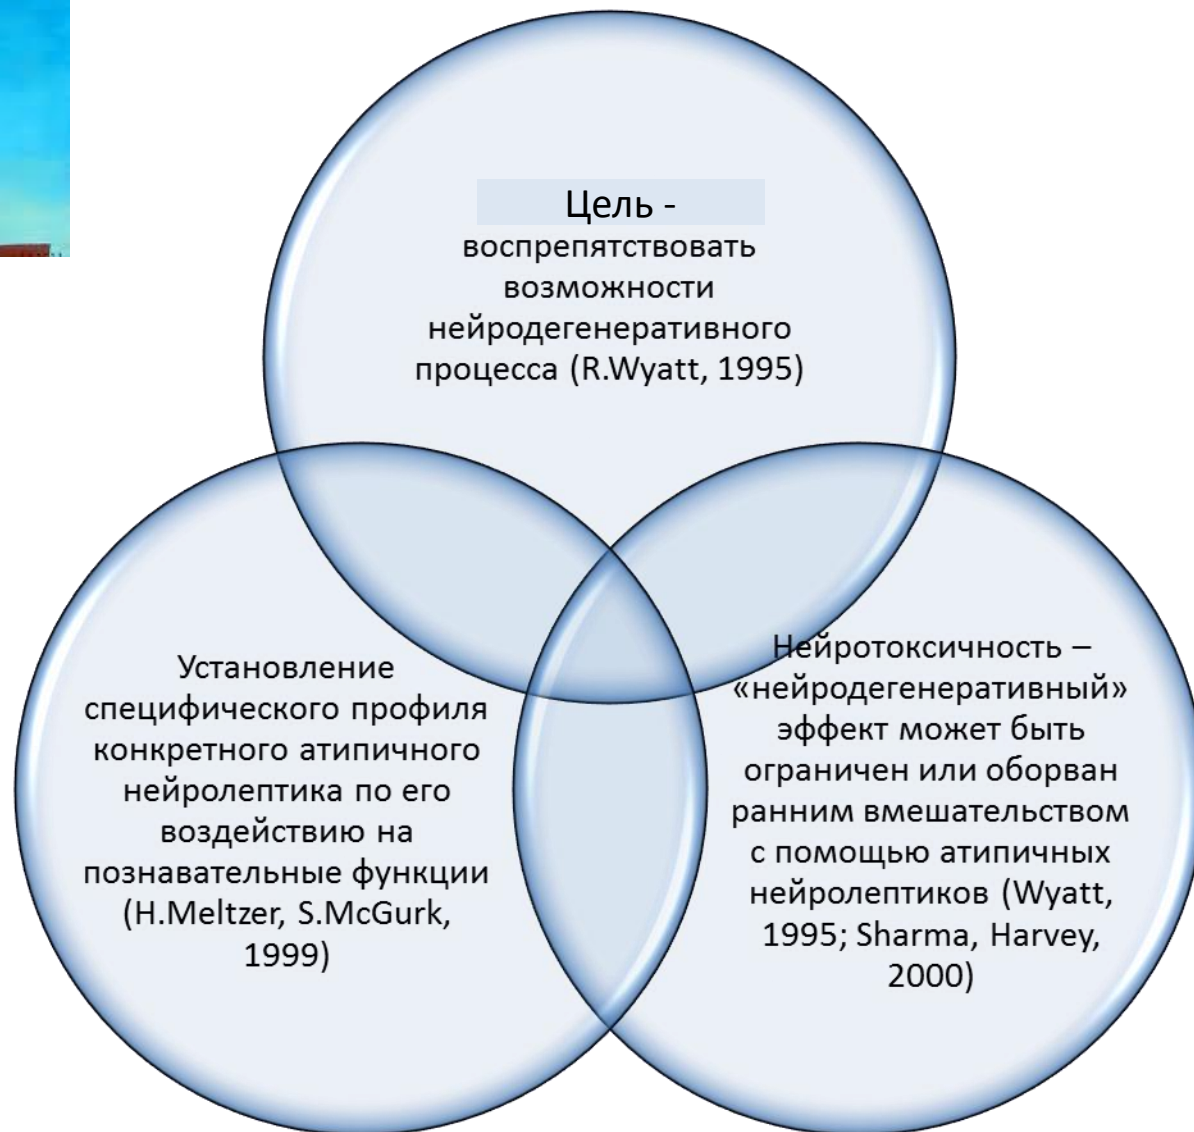 Цель -
воспрепятствовать
возможности
нейродегенеративного
процесса (R.Wyatt, 1995)
Установление
специфического профиля
конкретного атипичного
нейролептика по его
воздействию на
познавательные функции
(H.Meltzer, S.McGurk,
1999)
Нейротоксичность –
«нейродегенеративный»
эффект может быть
ограничен или оборван
ранним вмешательством
с помощью атипичных
нейролептиков (Wyatt,
1995; Sharma, Harvey,
2000)